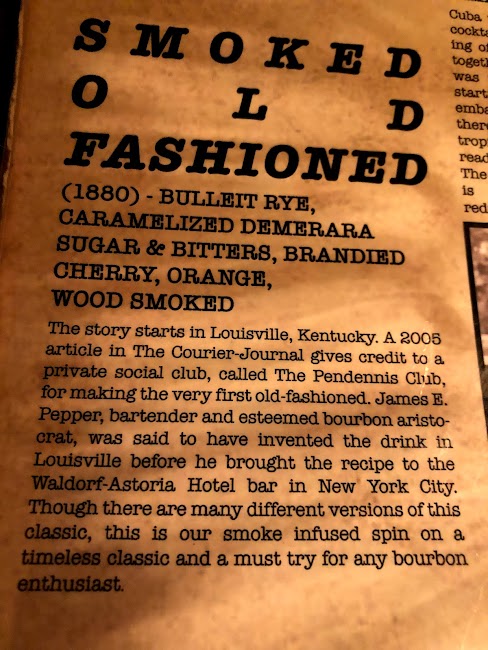 SMOKED
OLD
FASHIONED
(1880) - BULLEIT RYE,
CARAMELIZED DEMERARA
SUGAR & BITTERS, BRANDIED
CHERRY, ORANGE,
WOOD SMOKED
The story starts in Louisville, Kentucky. A 2005
article in The Courier-Journal gives credit to a
private social club, called The Pendennis Club,
for making the very first old-fashioned. James E.
Pepper, bartender and esteemed bourbon aristo-
crat, was said to have invented the drink in
Louisville before he brought the recipe to the
Waldorf-Astoria Hotel bar in New York City.
Though there are many different versions of this
classic, this is our smoke infused spin on a
timeless classic and a must try for any bourbon
enthusiast.
Cuba
ing of
was
The
is